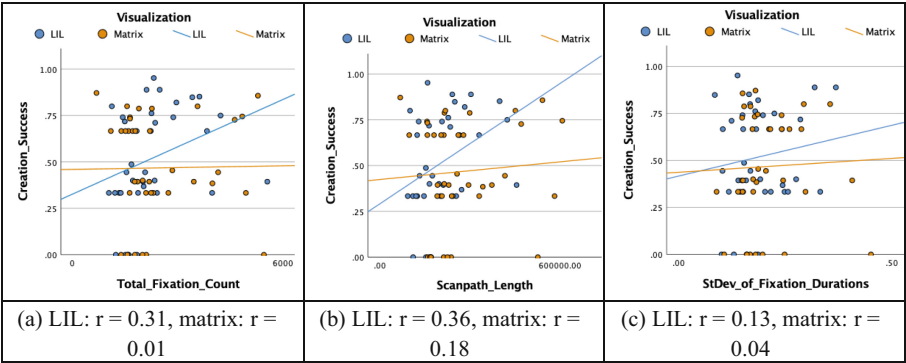 Visualization
LIL Matrix LIL Matrix
1.00
.75
.50
.25
.00
Creation_Success
0 6000
Total_Fixation_Count
Visualization
LIL Matrix LIL Matrix
1.00
.75
.50
.25
.00
Creation_Success
.00 600000.00
Scanpath_Length
Visualization
LIL Matrix LIL Matrix
1.00
.75
.50
.25
.00
Creation_Success
.00 .50
StDev_of_Fixation_Durations
(a) LIL: r = 0.31, matrix: r =
0.01
(b) LIL: r = 0.36, matrix: r =
0.18
(c) LIL: r = 0.13, matrix: r =
0.04